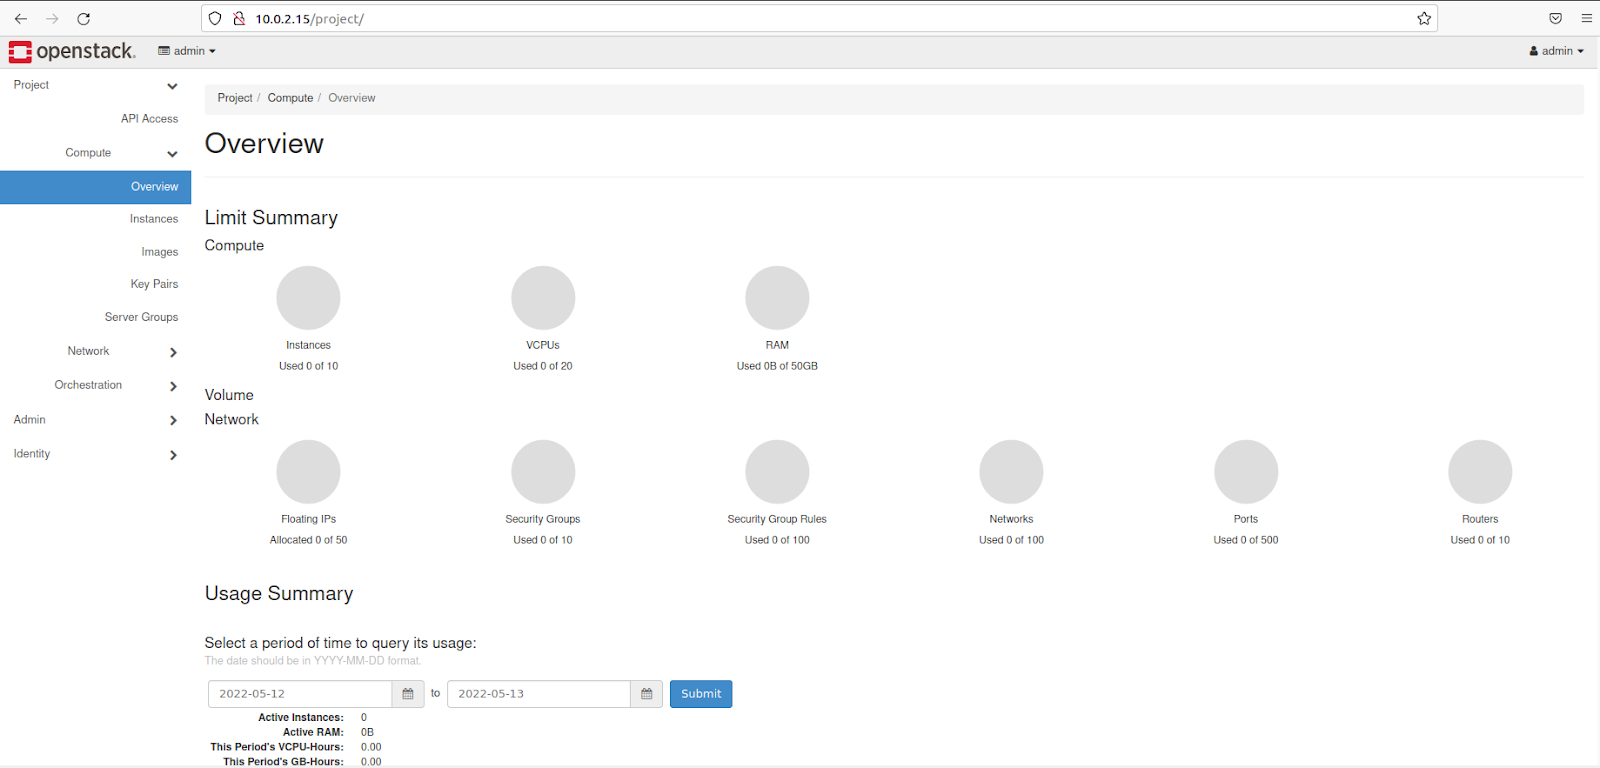 10.0.2.15/project/
openstack.
admin
admin
Project
API Access
Compute
Overview
Instances
Images
Key Pairs
Server Groups
Network
Orchestration
Admin
Identity
Project / Compute / Overview
Overview
Limit Summary
Compute
Instances VCPUs RAM
Used 0 of 10 Used 0 of 20 Used 0B of 50GB
Volume
Network
Floating IPs Security Groups Security Group Rules Networks Ports Routers
Allocated 0 of 50 Used 0 of 10 Used 0 of 100 Used 0 of 100 Used 0 of 500 Used 0 of 10
Usage Summary
Select a period of time to query its usage:
The date should be in YYYY-MM-DD format.
2022-05-12 to 2022-05-13 Submit
Active Instances: 0
Active RAM: 0B
This Period's VCPU-Hours: 0.00
This Period's GB-Hours: 0.00